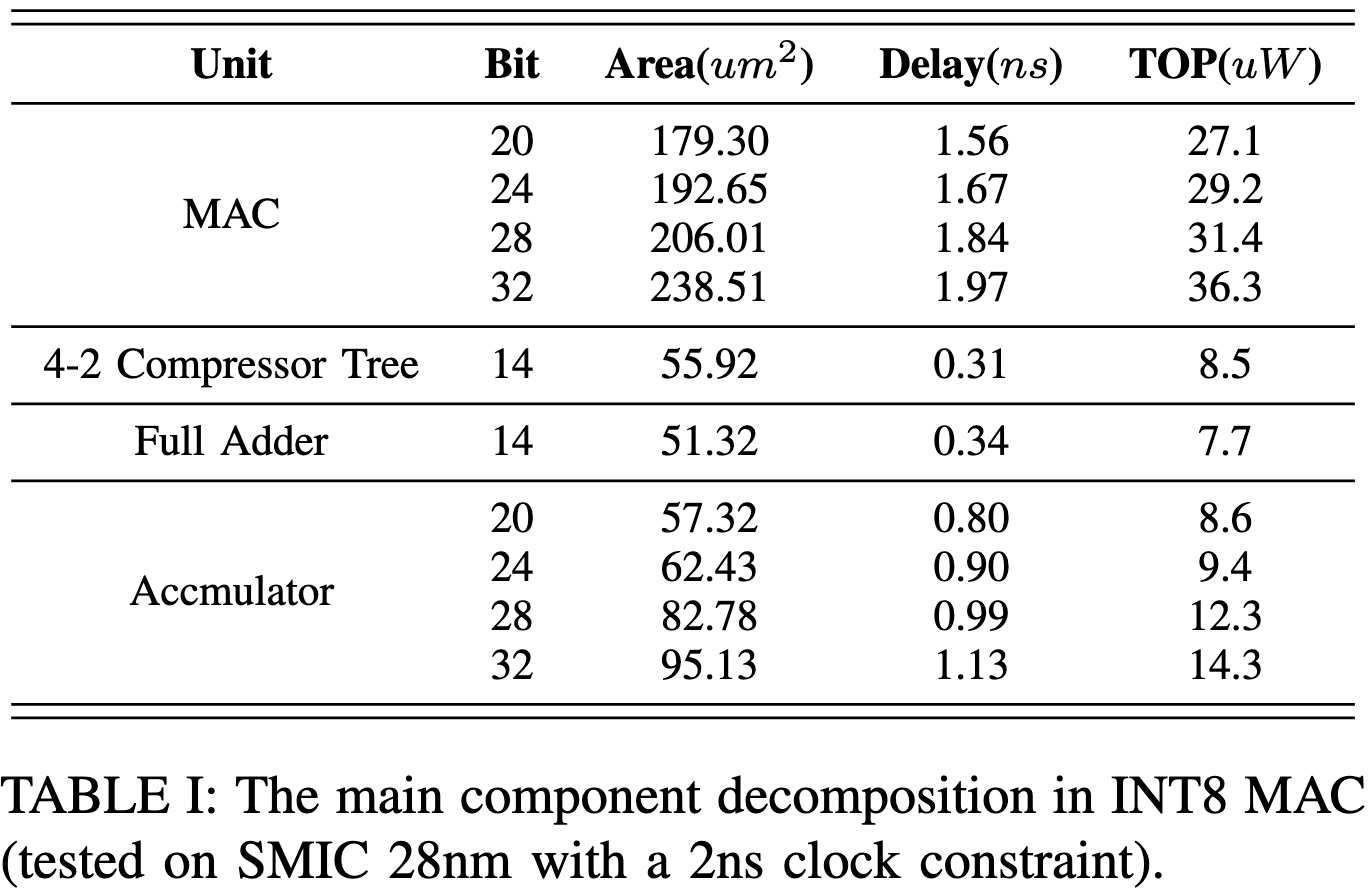 Unit Bit Area(um²) Delay(ns) TOP(uW)
20 179.30 1.56 27.1
24 192.65 1.67 29.2
MAC
28 206.01 1.84 31.4
32 238.51 1.97 36.3
4-2 Compressor Tree 14 55.92 0.31 8.5
Full Adder 14 51.32 0.34 7.7
20 57.32 0.80 8.6
24 62.43 0.90 9.4
Accmulator
28 82.78 0.99 12.3
32 95.13 1.13 14.3
TABLE I: The main component decomposition in INT8 MAC
(tested on SMIC 28nm with a 2ns clock constraint).